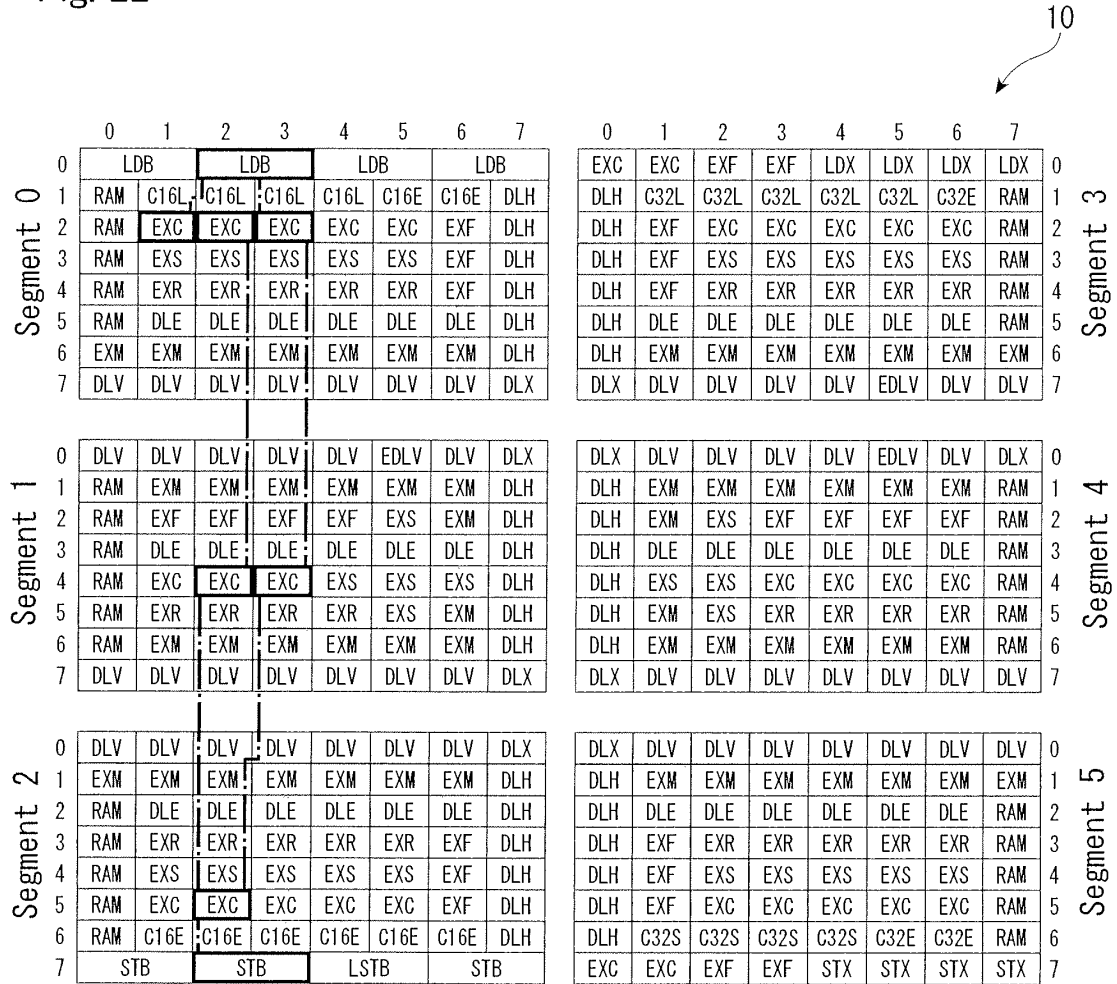 Fig. 22
10
0 1 2 3 4 5 6 7
Segment 0
0 LDB LDB LDB LDB
1 RAM C16L C16L C16L C16L C16E C16E DLH
2 RAM EXC EXC EXC EXC EXC EXF DLH
3 RAM EXS EXS EXS EXS EXS EXF DLH
4 RAM EXR EXR EXR EXR EXR EXF DLH
5 RAM DLE DLE DLE DLE DLE DLE DLH
6 EXM EXM EXM EXM EXM EXM EXM DLH
7 DLV DLV DLV DLV DLV DLV DLV DLX
Segment 1
0 DLV DLV DLV DLV DLV EDLV DLV DLX
1 RAM EXM EXM EXM EXM EXM EXM DLH
2 RAM EXF EXF EXF EXF EXS EXM DLH
3 RAM DLE DLE DLE DLE DLE DLE DLH
4 RAM EXC EXC EXC EXS EXS EXS DLH
5 RAM EXR EXR EXR EXR EXS EXM DLH
6 RAM EXM EXM EXM EXM EXM EXM DLH
7 DLV DLV DLV DLV DLV DLV DLV DLX
Segment 2
0 DLV DLV DLV DLV DLV DLV DLV DLX
1 EXM EXM EXM EXM EXM EXM EXM DLH
2 RAM DLE DLE DLE DLE DLE DLE DLH
3 RAM EXR EXR EXR EXR EXR EXF DLH
4 RAM EXS EXS EXS EXS EXS EXF DLH
5 RAM EXC EXC EXC EXC EXC EXF DLH
6 RAM C16E C16E C16E C16E C16E C16E DLH
7 STB STB LSTB STB
0 1 2 3 4 5 6 7
EXC EXC EXF EXF LDX LDX LDX LDX 0
DLH C32L C32L C32L C32L C32L C32E RAM 1
DLH EXF EXC EXC EXC EXC EXC RAM 2
DLH EXF EXS EXS EXS EXS EXS RAM 3
DLH EXF EXR EXR EXR EXR EXR RAM 4
DLH DLE DLE DLE DLE DLE DLE RAM 5
DLH EXM EXM EXM EXM EXM EXM EXM 6
DLX DLV DLV DLV DLV EDLV DLV DLV 7
Segment 3
DLX DLV DLV DLV DLV EDLV DLV DLX 0
DLH EXM EXM EXM EXM EXM EXM RAM 1
DLH EXM EXS EXF EXF EXF EXF RAM 2
DLH DLE DLE DLE DLE DLE DLE RAM 3
DLH EXS EXS EXC EXC EXC EXC RAM 4
DLH EXM EXS EXR EXR EXR EXR RAM 5
DLH EXM EXM EXM EXM EXM EXM RAM 6
DLX DLV DLV DLV DLV DLV DLV DLV 7
Segment 4
DLX DLV DLV DLV DLV DLV DLV DLV 0
DLH EXM EXM EXM EXM EXM EXM EXM 1
DLH DLE DLE DLE DLE DLE DLE RAM 2
DLH EXF EXR EXR EXR EXR EXR RAM 3
DLH EXF EXS EXS EXS EXS EXS RAM 4
DLH EXF EXC EXC EXC EXC EXC RAM 5
DLH C32S C32S C32S C32S C32E C32E RAM 6
EXC EXC EXF EXF STX STX STX STX 7
Segment 5